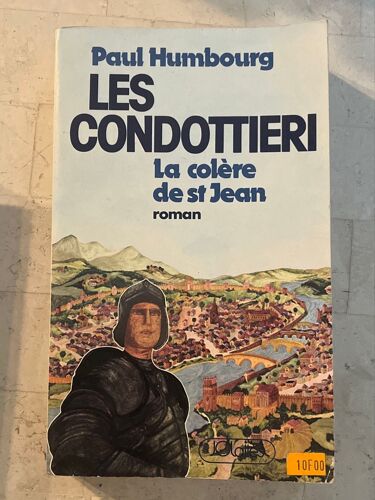 Paul Humbourg
LES
CONDOTTIERI
La colère
de st Jean
roman
10F00